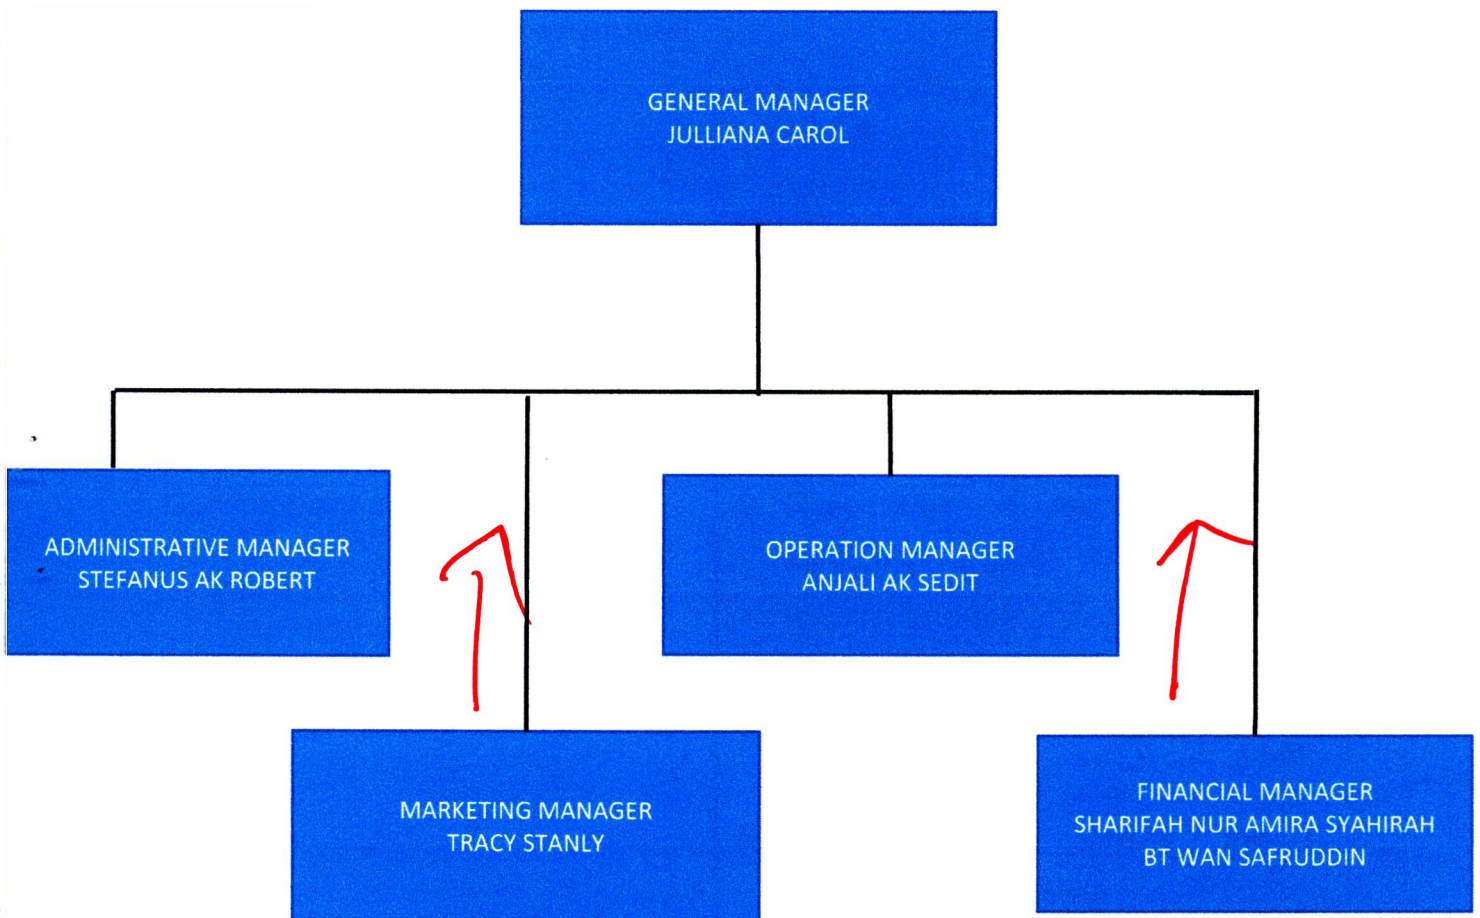 GENERAL MANAGER
JULLIANA CAROL
ADMINISTRATIVE MANAGER
STEFANUS AK ROBERT
OPERATION MANAGER
ANJALI AK SEDIT
MARKETING MANAGER
TRACY STANLY
FINANCIAL MANAGER
SHARIFAH NUR AMIRA SYAHIRAH
BT WAN SAFRUDDIN